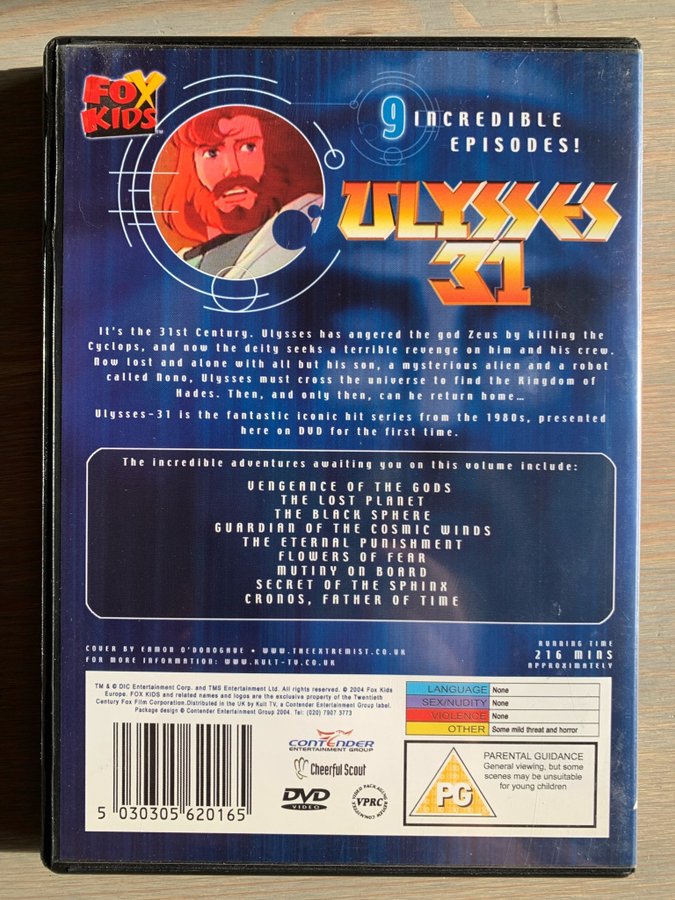 FOX
KIDS™
9 INCREDIBLE
EPISODES!
ULYSSES
31
It's the 31st Century. Ulysses has angered the god Zeus by killing the
Cyclops, and now the deity seeks a terrible revenge on him and his crew.
Now lost and alone with all but his son, a mysterious alien and a robot
called Nono, Ulysses must cross the universe to find the Kingdom of
Hades. Then, and only then, can he return home...
Ulysses-31 is the fantastic iconic hit series from the 1980s, presented
here on DVD for the first time.
The incredible adventures awaiting you on this volume include:
VENGEANCE OF THE GODS
THE LOST PLANET
THE BLACK SPHERE
GUARDIAN OF THE COSMIC WINDS
THE ETERNAL PUNISHMENT
FLOWERS OF FEAR
MUTINY ON BOARD
SECRET OF THE SPHINX
CRONOS, FATHER OF TIME
COVER BY EAMON O'DONOGHUE • WWW.THEEXTREMIST.CO.UK
FOR MORE INFORMATION: WWW.KULT-TV.CO.UK
RUNNING TIME
216 MINS
APPROXIMATELY
TM & © DIC Entertainment Corp. and TMS Entertainment Ltd. All rights reserved. © 2004 Fox Kids
Europe. FOX KIDS and related names and logos are the exclusive property of the Twentieth
Century Fox Film Corporation.Distributed in the UK by Kult TV, a Contender Entertainment Group label.
Package design © Contender Entertainment Group 2004. Tel: (020) 7907 3773
LANGUAGE None
SEX/NUDITY None
VIOLENCE None
OTHER Some mild threat and horror
CONTENDER
ENTERTAINMENT GROUP
Cheerful Scout
DVD
VIDEO
VIDEO PACKAGING REVIEW COMMITTEE
VPRC
PG
PARENTAL GUIDANCE
General viewing, but some
scenes may be unsuitable
for young children
5 030305 620165